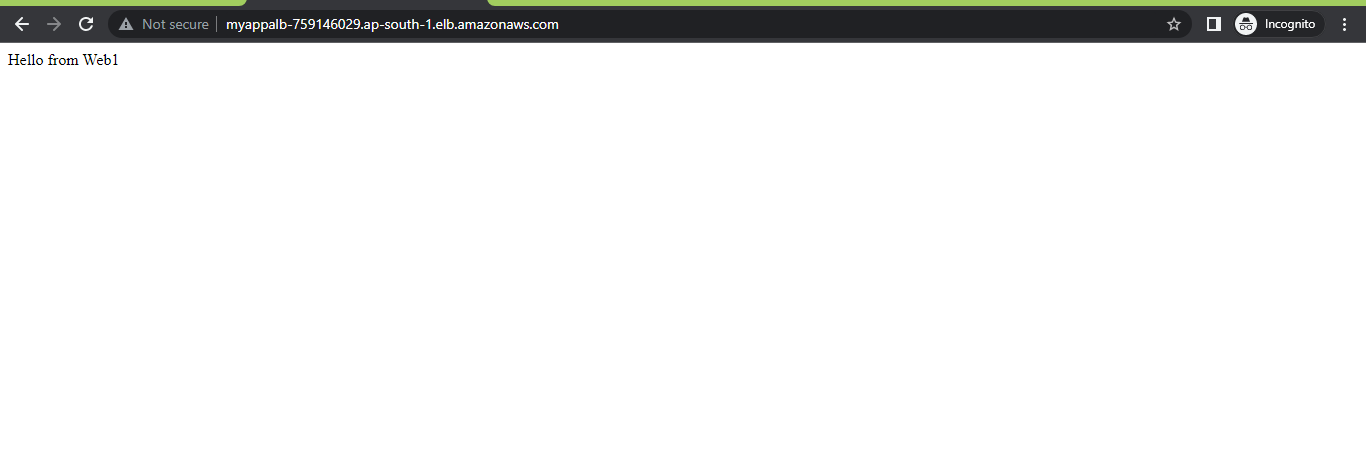 Not secure myappalb-759146029.ap-south-1.elb.amazonaws.com Incognito
Hello from Web1